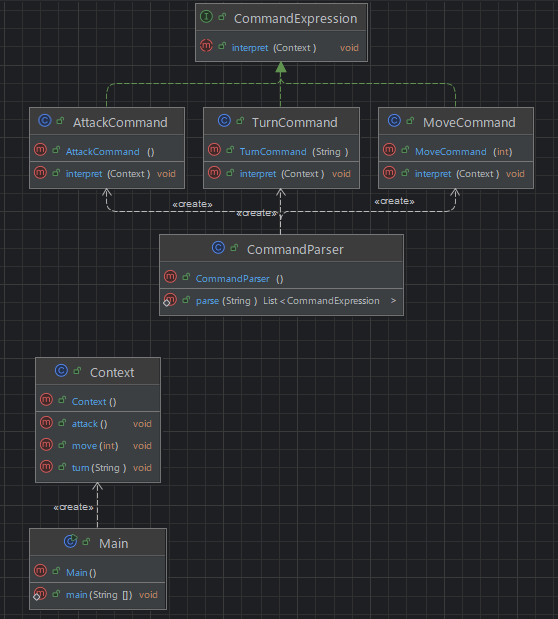 CommandExpression
interpret (Context) void
AttackCommand
AttackCommand ()
interpret (Context) void
TurnCommand
TurnCommand (String)
interpret (Context) void
MoveCommand
MoveCommand (int)
interpret (Context) void
«create»
«create»
«create»
CommandParser
CommandParser ()
parse (String) List <CommandExpression >
Context
Context ()
attack () void
move (int) void
turn (String) void
«create»
Main
Main ()
main (String []) void